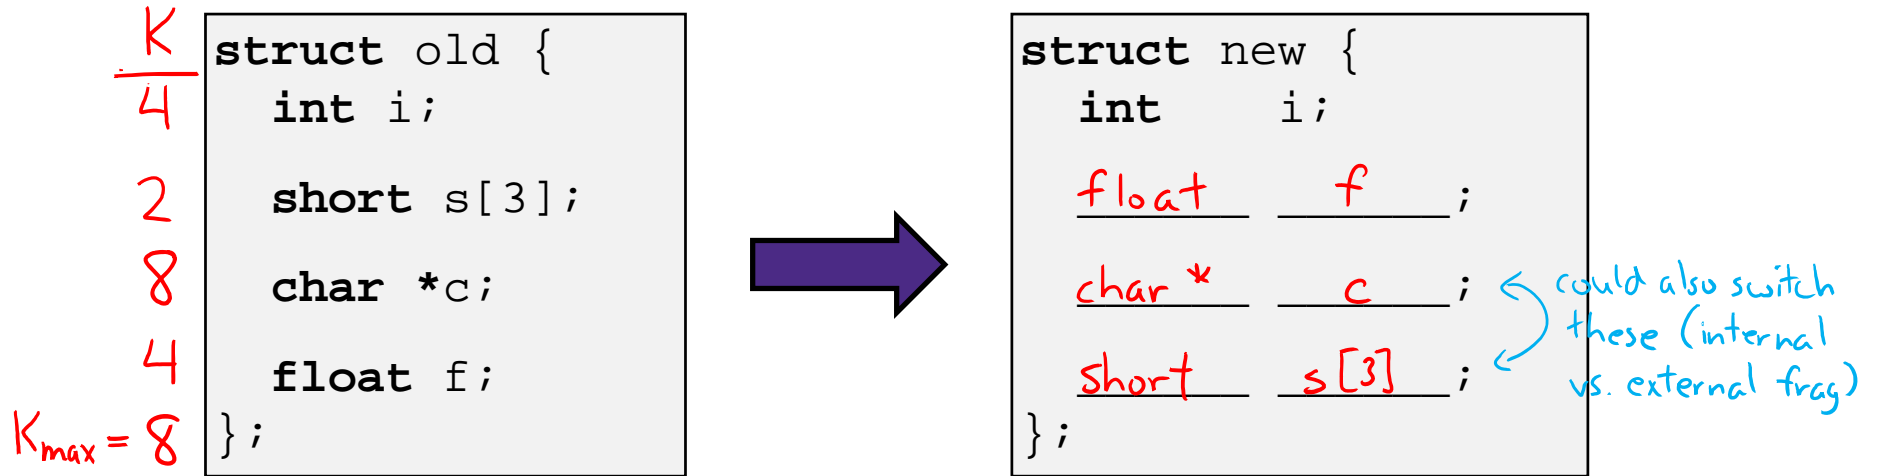 K
4
2
8
4
Kmax = 8
struct old {
int i;
short s[3];
char *c;
float f;
};
struct new {
int i;
float f ;
char* c ;
short s[3] ;
};
could also switch
these (internal
vs. external frag)